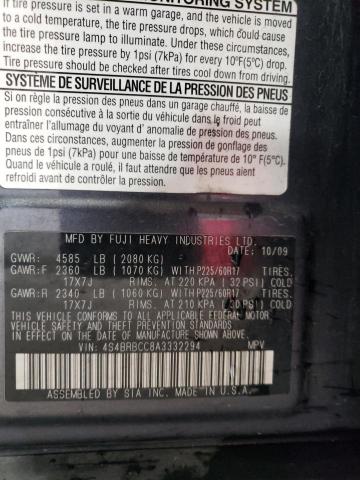 MONITORING SYSTEM
If tire pressure is set in a warm garage, and the vehicle is moved
to a cold temperature, the tire pressure drops, which could cause
the tire pressure lamp to illuminate. Under these circumstances,
increase the tire pressure by 1psi (7kPa) for every 10°F(5°C) drop.
Tire pressure should be checked after tires cool down from driving.
SYSTÈME DE SURVEILLANCE DE LA PRESSION DES PNEUS
Si on règle la pression des pneus dans un garage chauffé, la baisse de
pression consécutive à la sortie du véhicule dans le froid peut
entraîner l'allumage du voyant d' anomalie de pression des pneus.
Dans ces circonstances, augmenter la pression de gonflage des
pneus de 1psi (7kPa) pour une baisse de température de 10° F(5°C).
Quand le véhicule a roulé, il faut que les pneus aient
refroidi avant de contrôler la pression.
MFD BY FUJI HEAVY INDUSTRIES LTD.
GVWR: 4585 LB ( 2080 KG) 10/09
GAWR:F 2360 LB ( 1070 KG) WITH P225/60R17 TIRES,
17X7J RIMS, AT 220 KPA ( 32 PSI) COLD
GAWR:R 2340 LB ( 1060 KG) WITH P225/60R17 TIRES,
17X7J RIMS, AT 210 KPA ( 30 PSI) COLD
THIS VEHICLE CONFORMS TO ALL APPLICABLE
FEDERAL MOTOR VEHICLE SAFETY
STANDARDS IN EFFECT ON THE
DATE OF MANUFACTURE SHOWN ABOVE.
VIN: 4S4BRBCC8A3332294 MPV
ASSEMBLED BY SIA INC. MADE IN U.S.A.